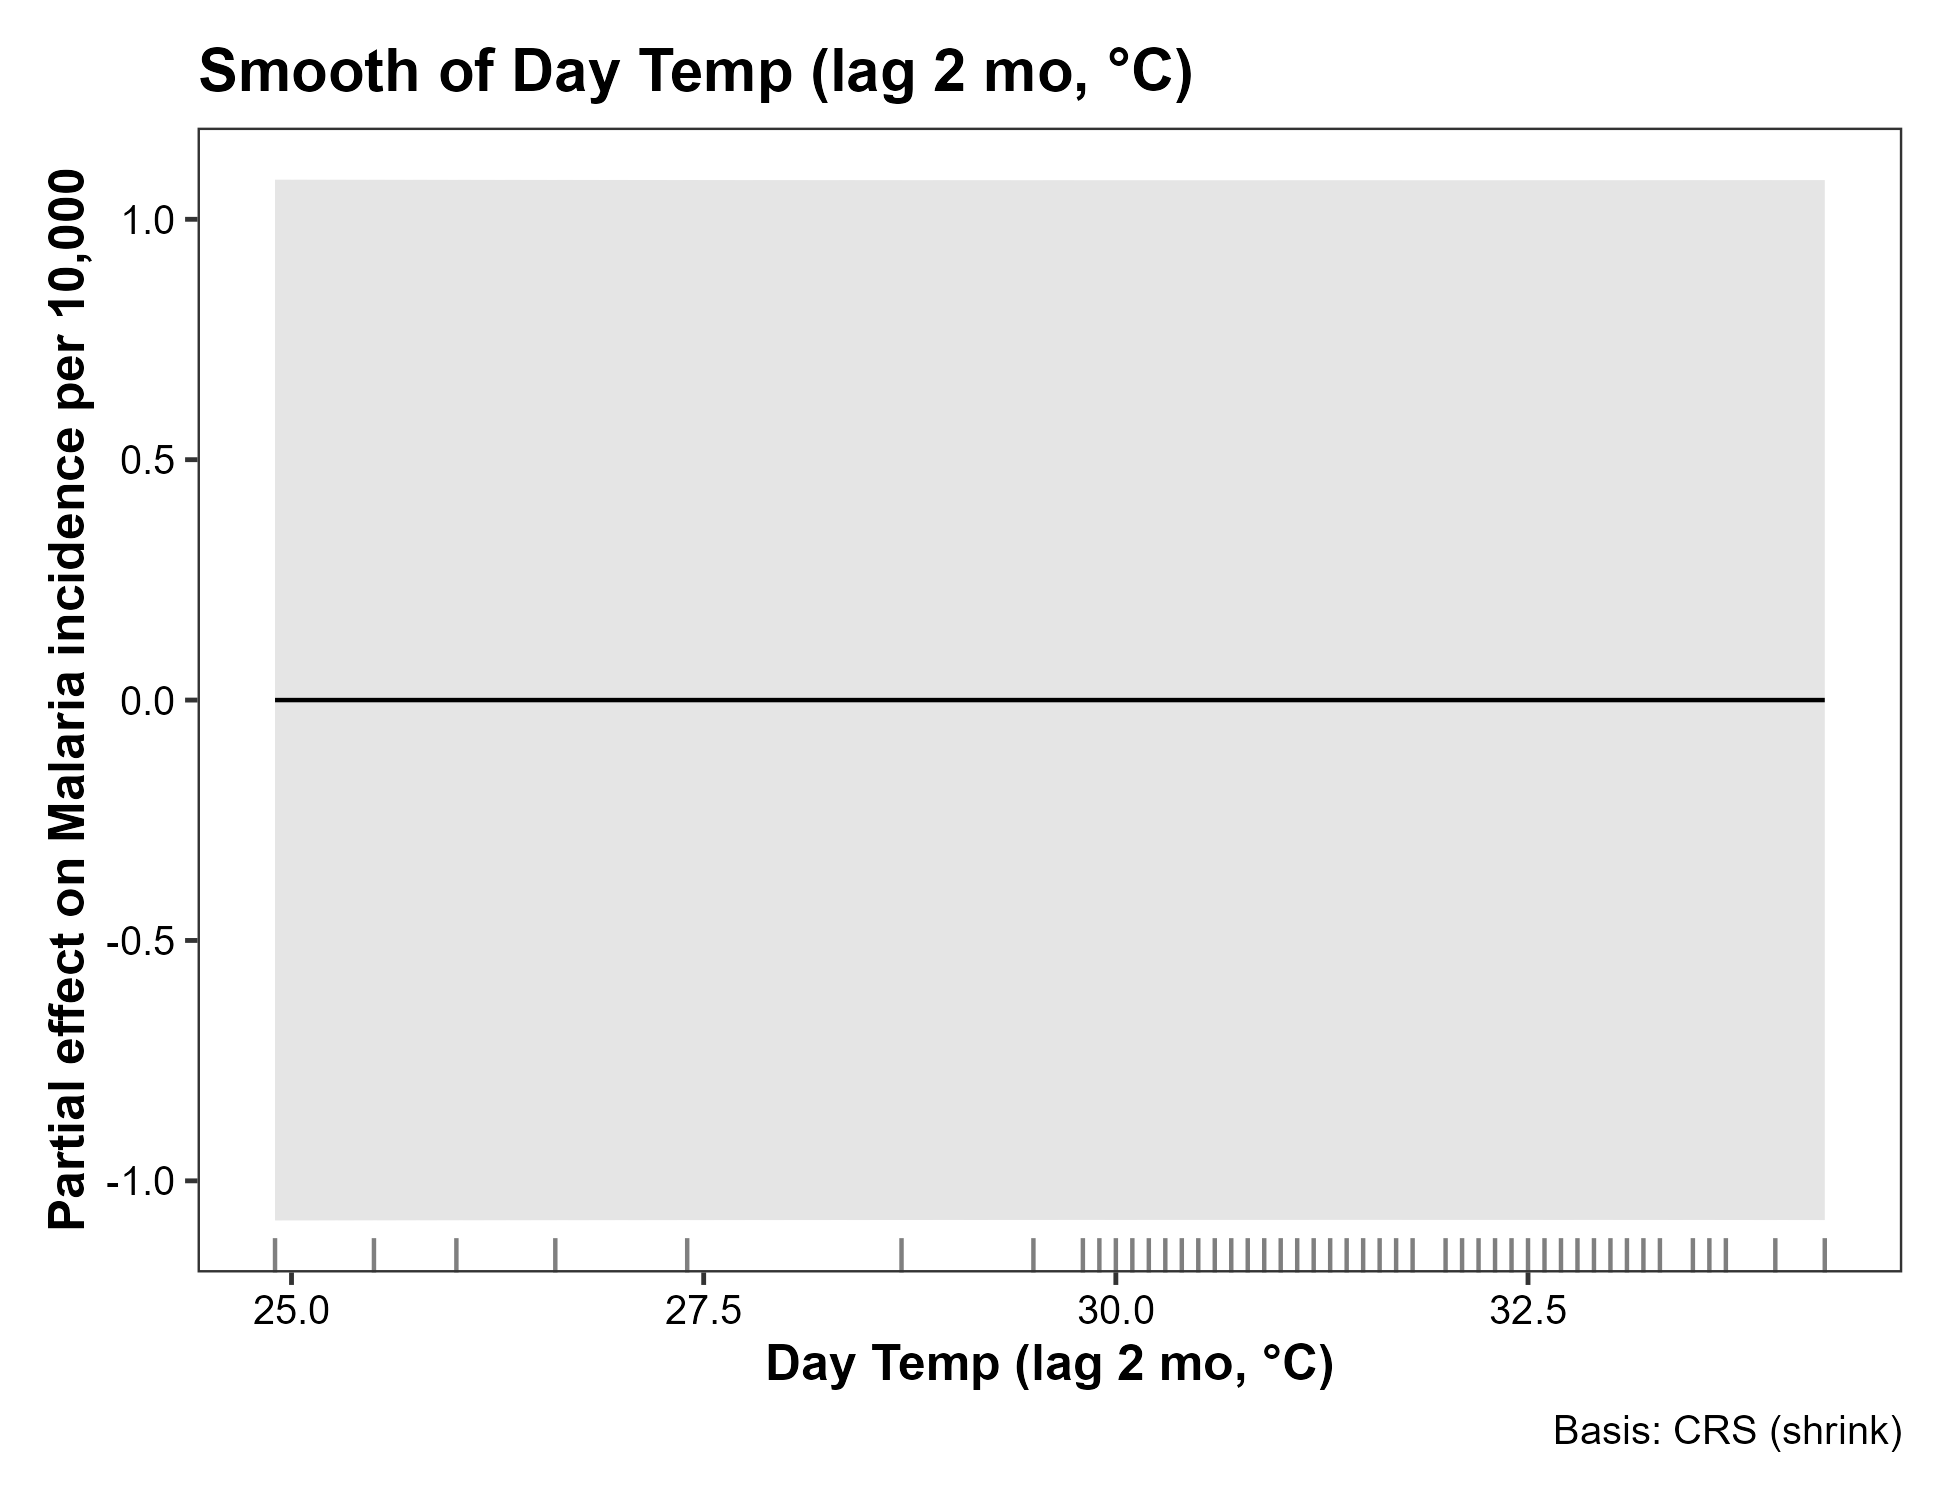 Smooth of Day Temp (lag 2 mo, °C)
Partial effect on Malaria incidence per 10,000
1.0
0.5
0.0
-0.5
-1.0
25.0 27.5 30.0 32.5
Day Temp (lag 2 mo, °C)
Basis: CRS (shrink)